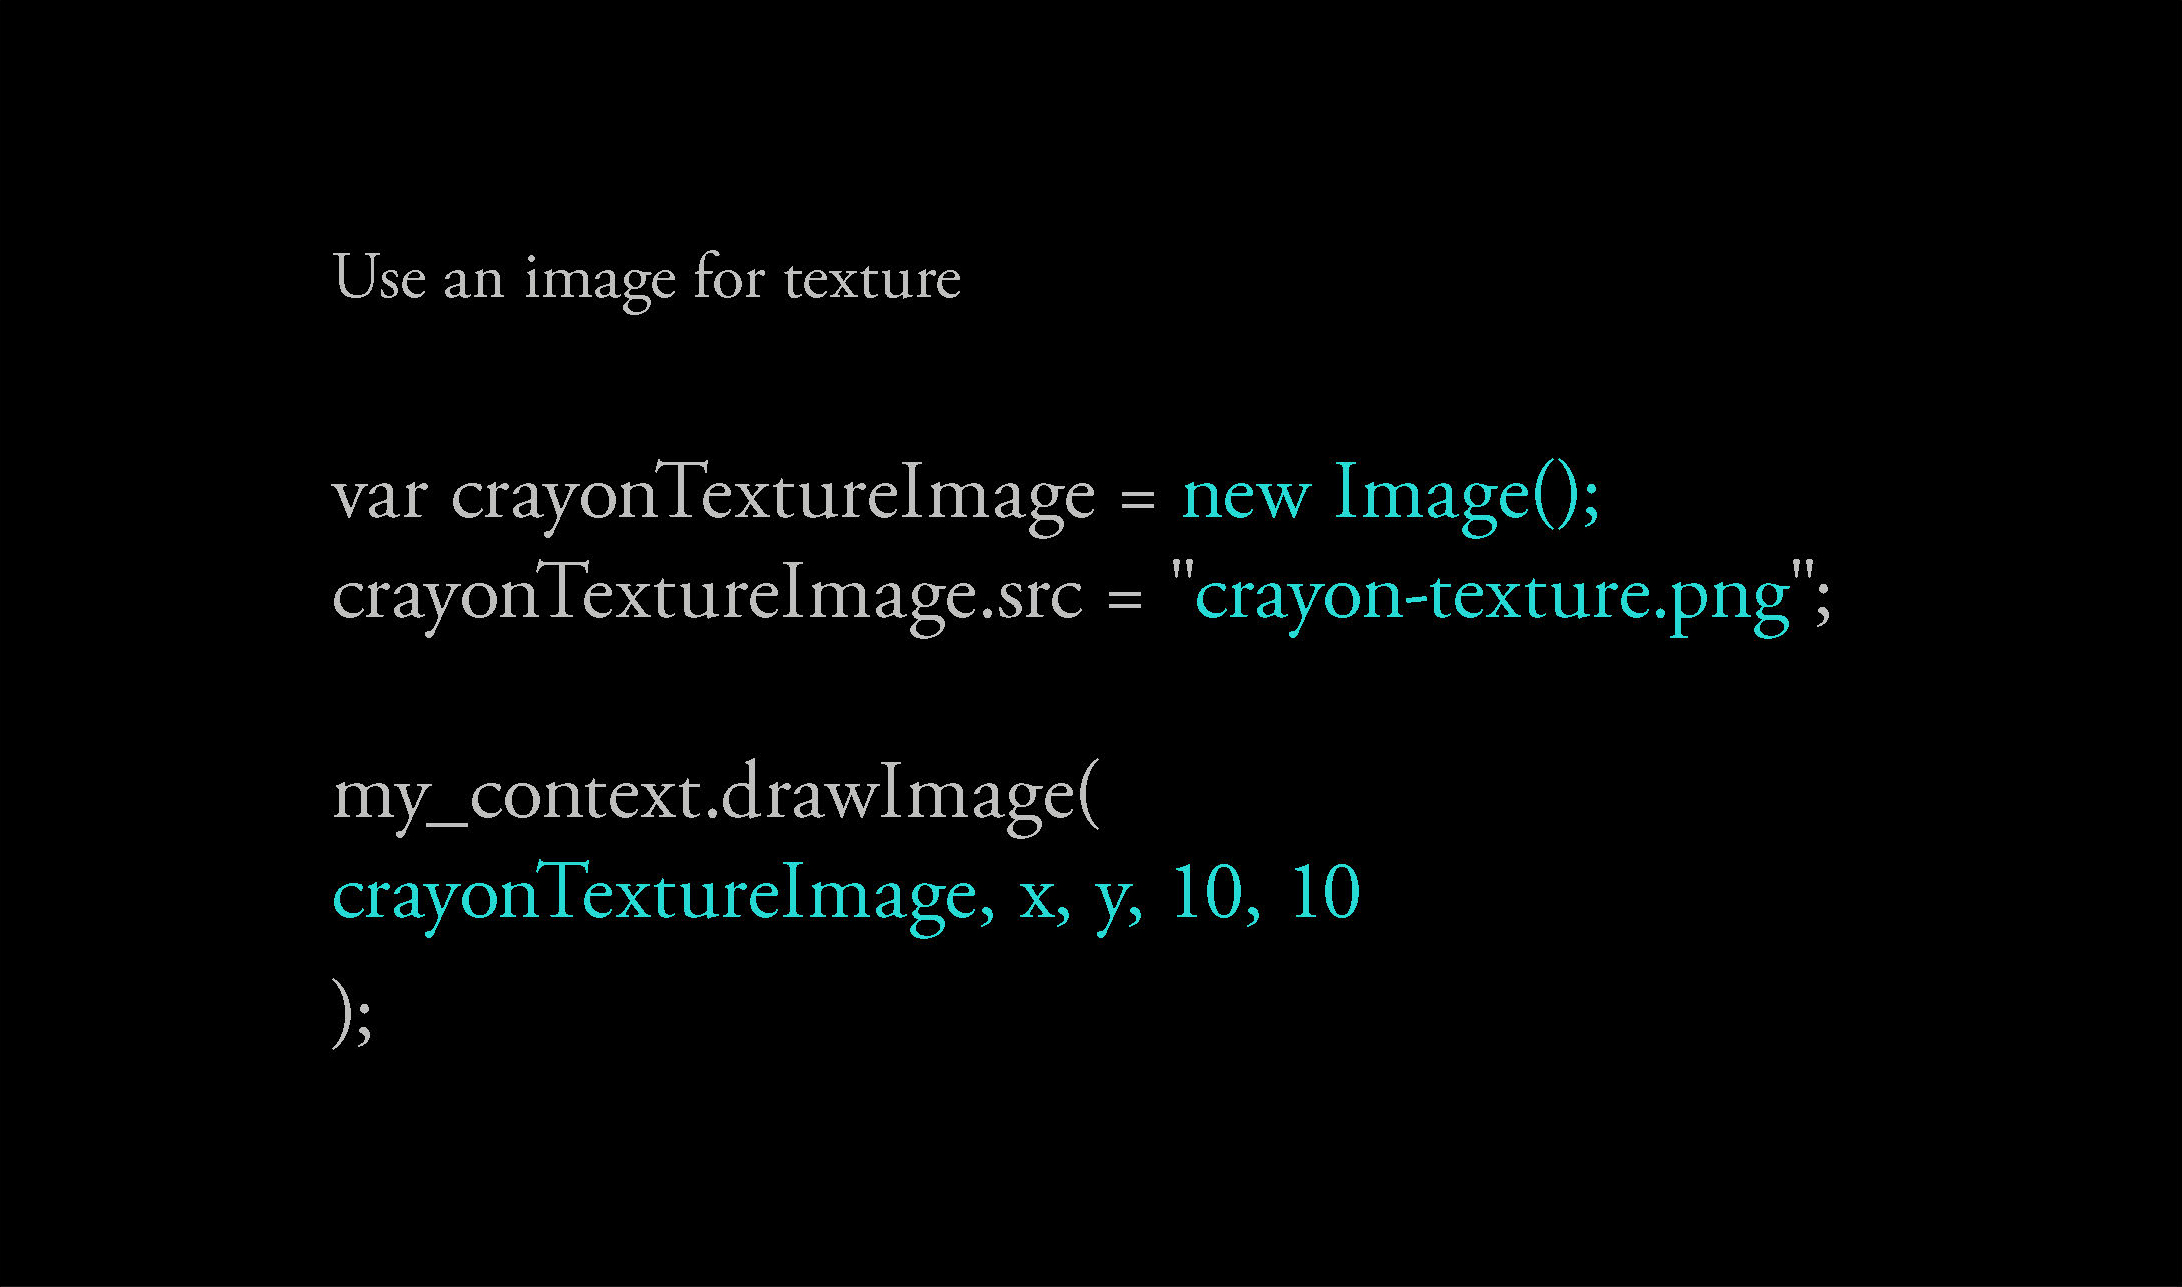 Use an image for texture
var crayonTextureImage = new Image();
crayonTextureImage.src = "crayon-texture.png";
my_context.drawImage(
crayonTextureImage, x, y, 10, 10
);